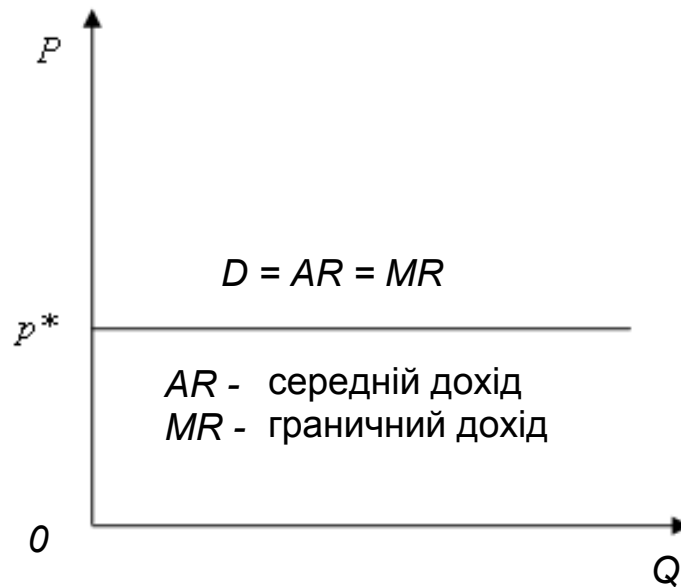 P
D = AR = MR
p*
AR - середній дохід
MR - граничний дохід
0
Q